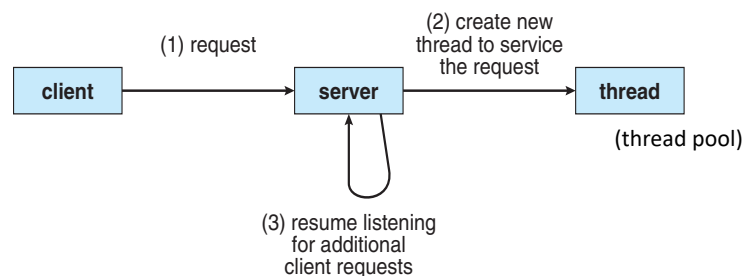 (1) request
(2) create new
thread to service
the request
client
server
thread
(thread pool)
(3) resume listening
for additional
client requests